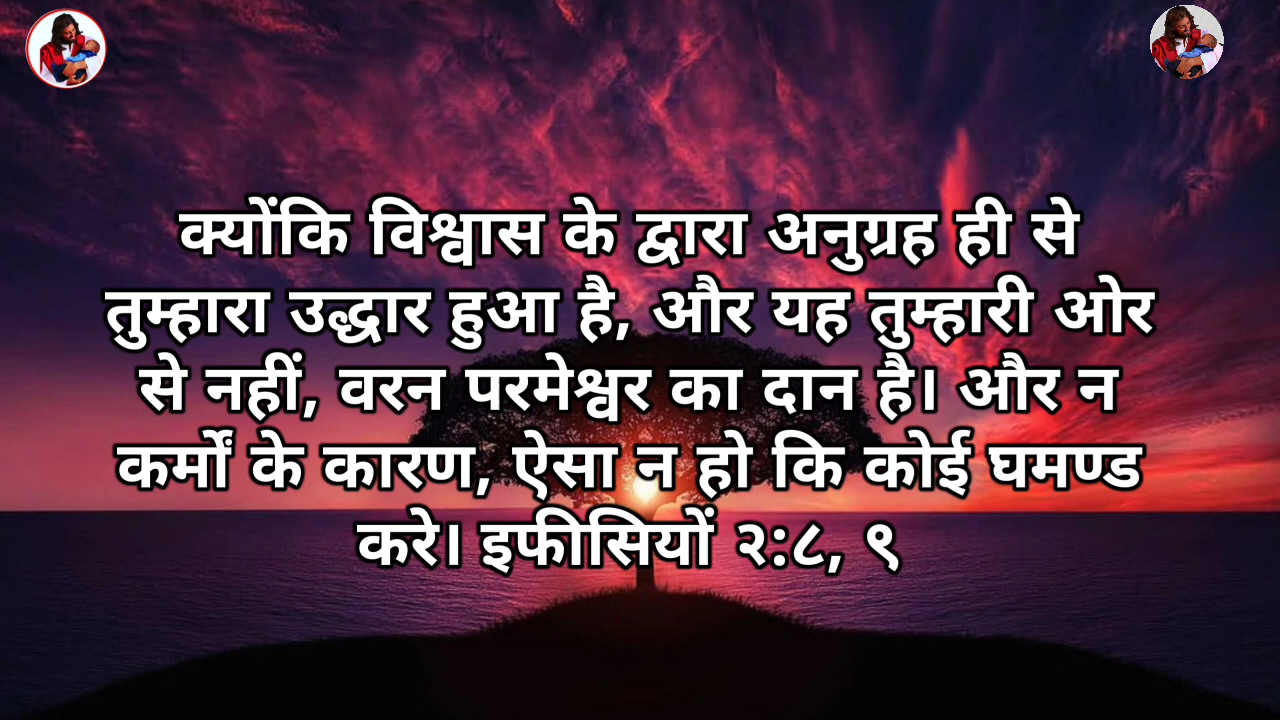 क्योंकि विश्वास के द्वारा अनुग्रह ही से
तुम्हारा उद्धार हुआ है, और यह तुम्हारी ओर
से नहीं, वरन परमेश्वर का दान है। और न
कर्मों के कारण, ऐसा न हो कि कोई घमण्ड
करे। इफीसियों २:८, ९